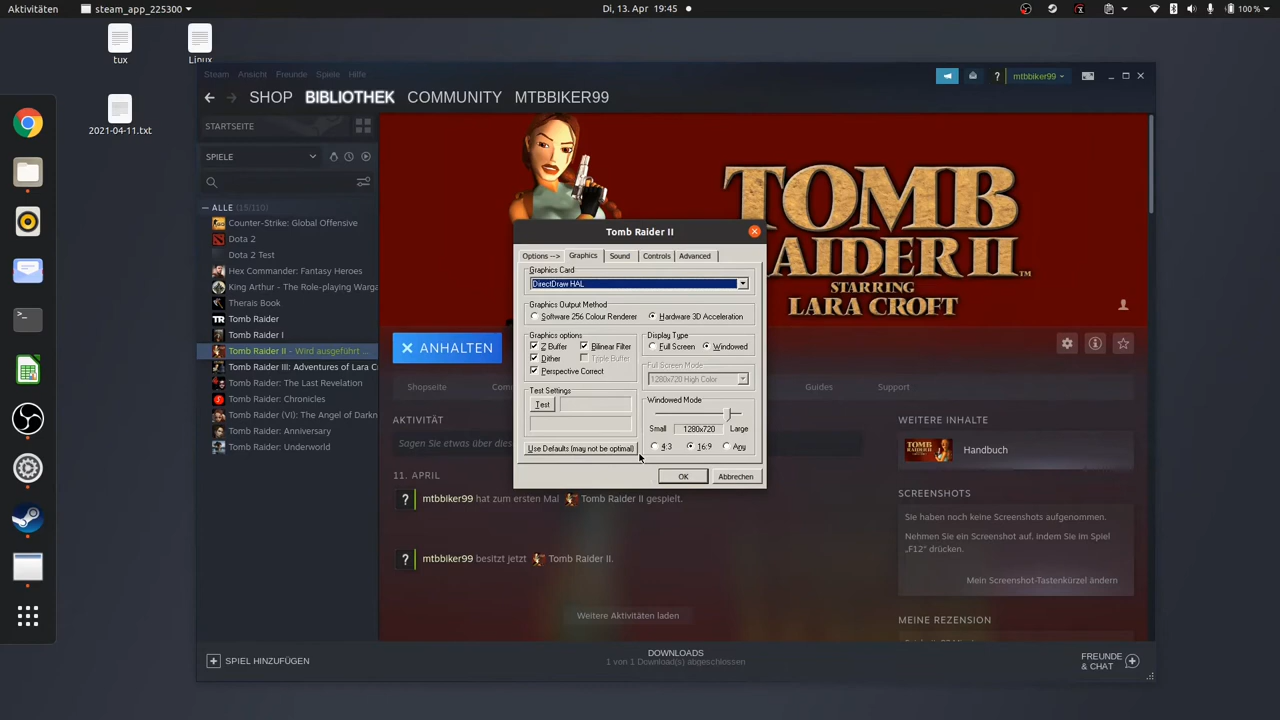 Aktivitäten
steam_app_225300
Di, 13. Apr 19:45
100 %
tux
Linux
2021-04-11.txt
Steam Ansicht Freunde Spiele Hilfe
mtbbiker99
SHOP BIBLIOTHEK COMMUNITY MTBBIKER99
STARTSEITE
SPIELE
ALLE (15/110)
Counter-Strike: Global Offensive
Dota 2
Dota 2 Test
Hex Commander: Fantasy Heroes
King Arthur - The Role-playing Warga
Therais Book
Tomb Raider
Tomb Raider I
Tomb Raider II - Wird ausgeführt ...
Tomb Raider III: Adventures of Lara C
Tomb Raider: The Last Revelation
Tomb Raider: Chronicles
Tomb Raider (VI): The Angel of Darkn
Tomb Raider: Anniversary
Tomb Raider: Underworld
TOMB
RAIDER II
STARRING
LARA CROFT
ANHALTEN
Shopseite
Com
Guides
Support
AKTIVITÄT
Sagen Sie etwas über dies
11. APRIL
mtbbiker99 hat zum ersten Mal Tomb Raider II gespielt.
mtbbiker99 besitzt jetzt Tomb Raider II.
Weitere Aktivitäten laden
WEITERE INHALTE
Handbuch
SCREENSHOTS
Sie haben noch keine Screenshots aufgenommen.
Nehmen Sie ein Screenshot auf, indem Sie im Spiel
„F12" drücken.
Mein Screenshot-Tastenkürzel ändern
MEINE REZENSION
Tomb Raider II
Options --> Graphics Sound Controls Advanced
Graphics Card
DirectDraw HAL
Graphics Output Method
Software 256 Colour Renderer
Hardware 3D Acceleration
Graphics options
Z Buffer
Bilinear Filter
Dither
Triple Buffer
Perspective Correct
Display Type
Full Screen
Windowed
Full Screen Mode
1280x720 High Color
Test Settings
Test
Windowed Mode
Small
1280x720
Large
4:3
16:9
Any
Use Defaults (may not be optimal)
OK
Abbrechen
SPIEL HINZUFÜGEN
DOWNLOADS
1 von 1 Download(s) abgeschlossen
FREUNDE
& CHAT